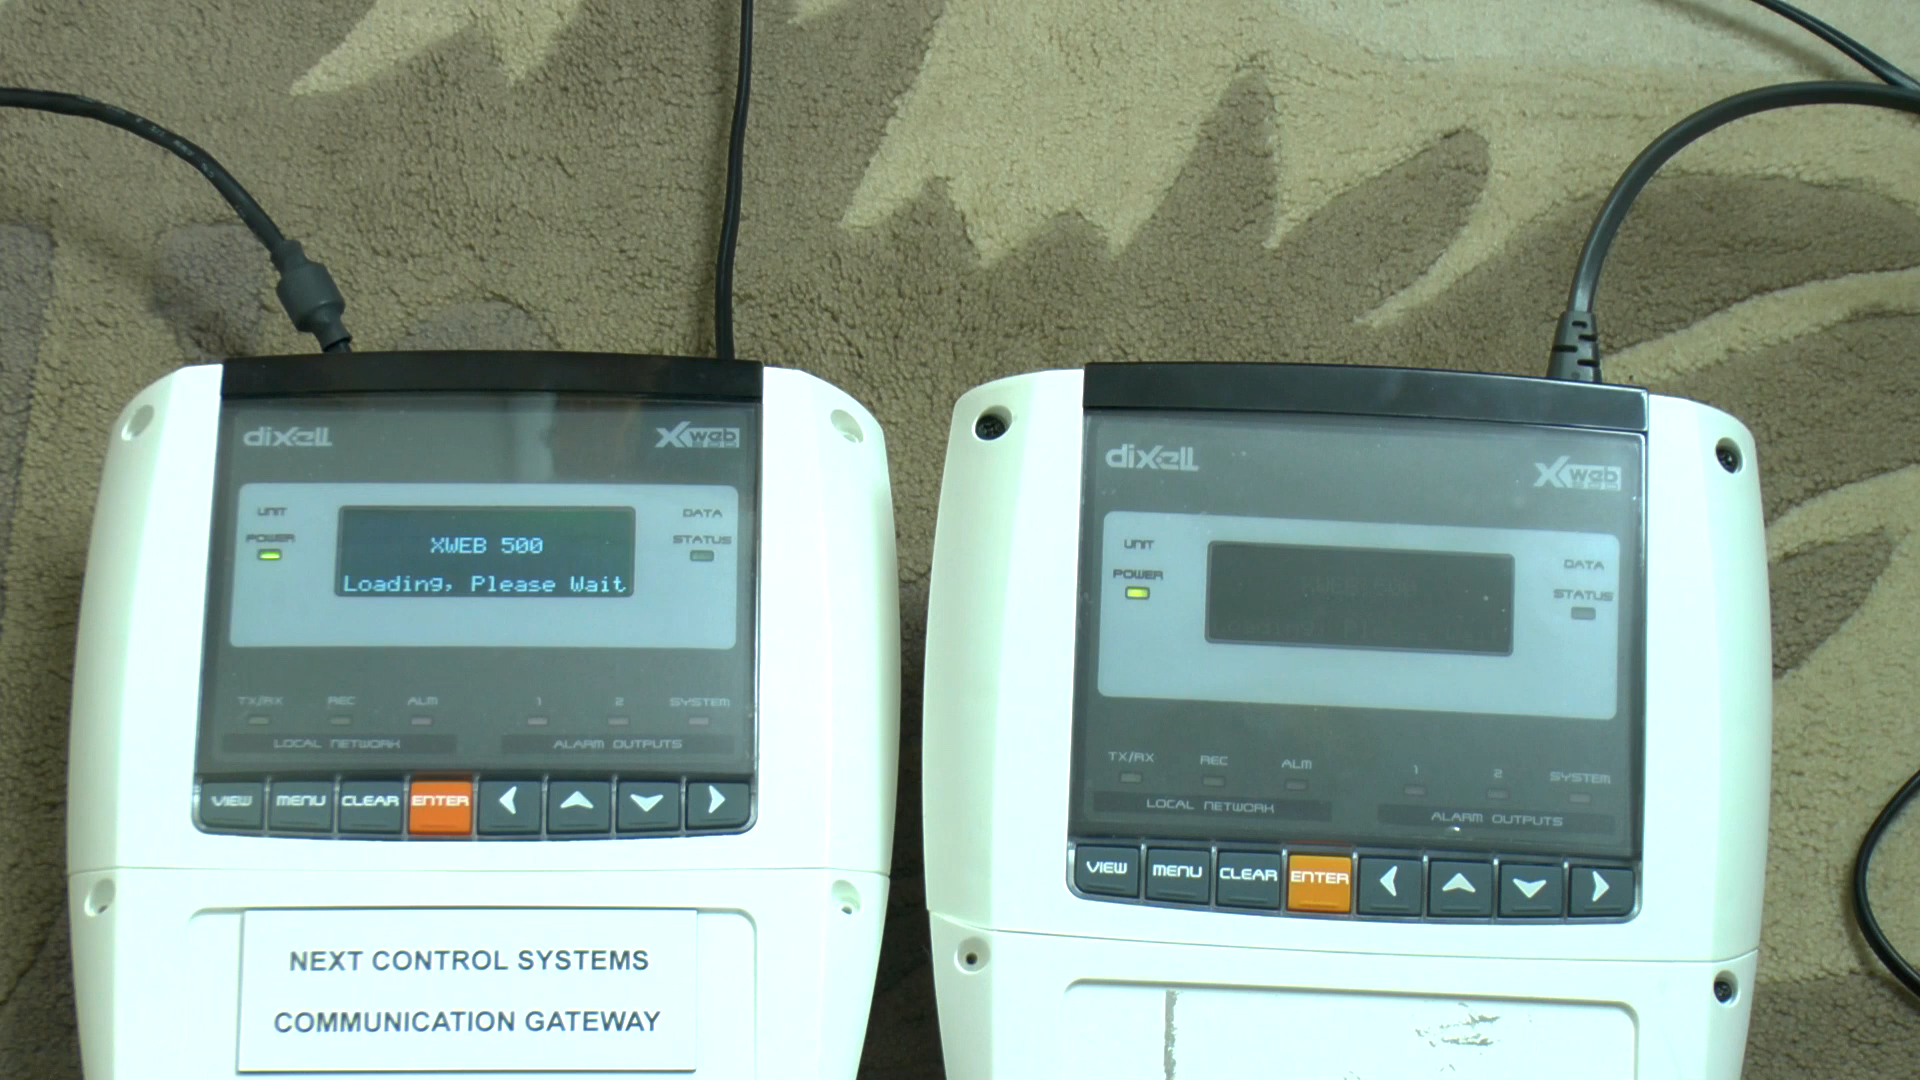 dixell
Xweb
UNIT
POWER
XWEB 500
Loading, Please Wait
DATA
STATUS
TX/RX
REC
ALM
1
2
SYSTEM
LOCAL NETWORK
ALARM OUTPUTS
VIEW
MENU
CLEAR
ENTER
NEXT CONTROL SYSTEMS
COMMUNICATION GATEWAY
dixell
Xweb
UNIT
POWER
WEB 500
DATA
STATUS
TX/RX
REC
ALM
1
2
SYSTEM
LOCAL NETWORK
ALARM OUTPUTS
VIEW
MENU
CLEAR
ENTER